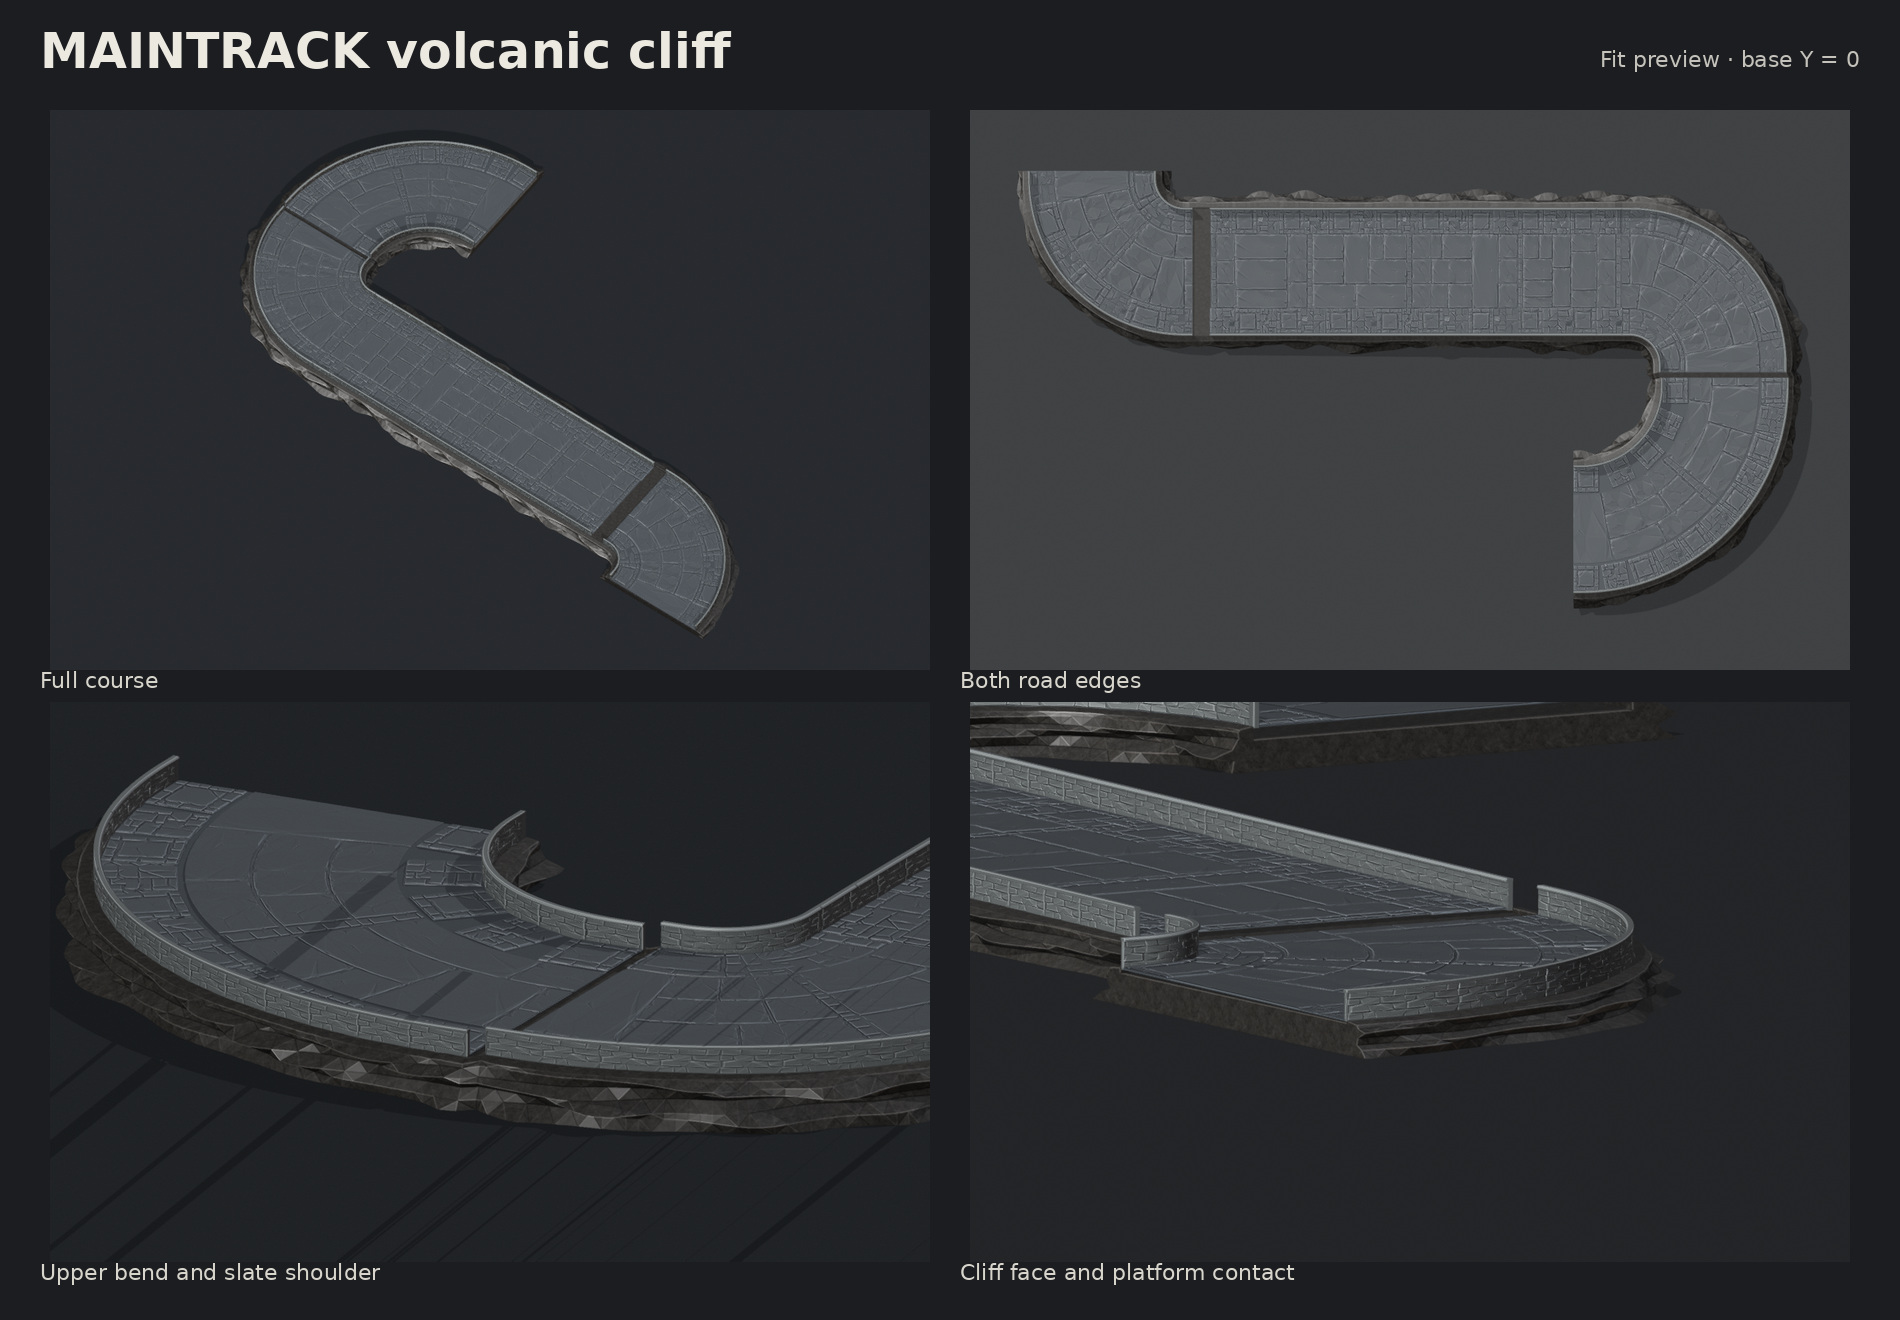 MAINTRACK volcanic cliff
Fit preview · base Y = 0
Full course
Both road edges
Upper bend and slate shoulder
Cliff face and platform contact